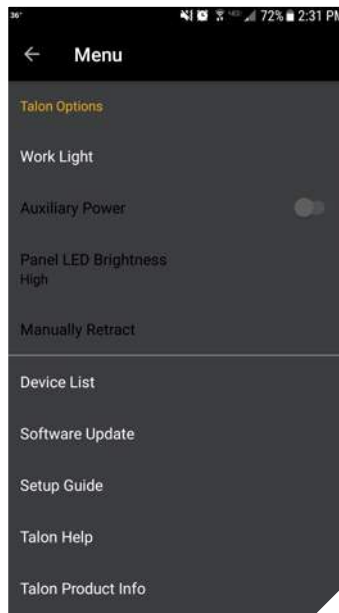 36°
72% 2:31 PM
Menu
Talon Options
Work Light
Auxiliary Power
Panel LED Brightness
High
Manually Retract
Device List
Software Update
Setup Guide
Talon Help
Talon Product Info